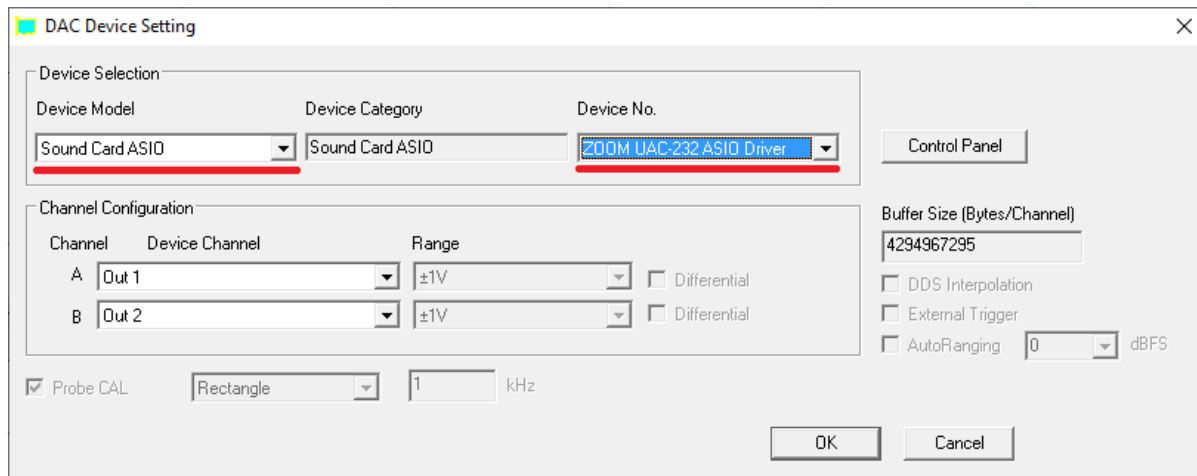 DAC Device Setting
Device Selection
Device Model Device Category Device No.
Sound Card ASIO Sound Card ASIO ZOOM UAC-232 ASIO Driver Control Panel
Channel Configuration
Buffer Size (Bytes/Channel)
Channel Device Channel Range
4294967295
A Out 1 ±1V Differential
DDS Interpolation
B Out 2 ±1V Differential
External Trigger
AutoRanging 0 dBFS
Probe CAL Rectangle 1 kHz
OK Cancel